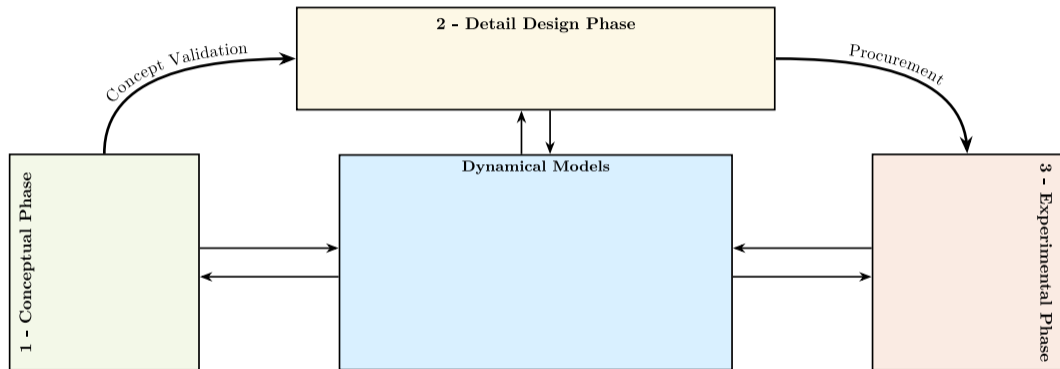 2 - Detail Design Phase
Concept Validation
Procurement
Dynamical Models
1 - Conceptual Phase
3 - Experimental Phase